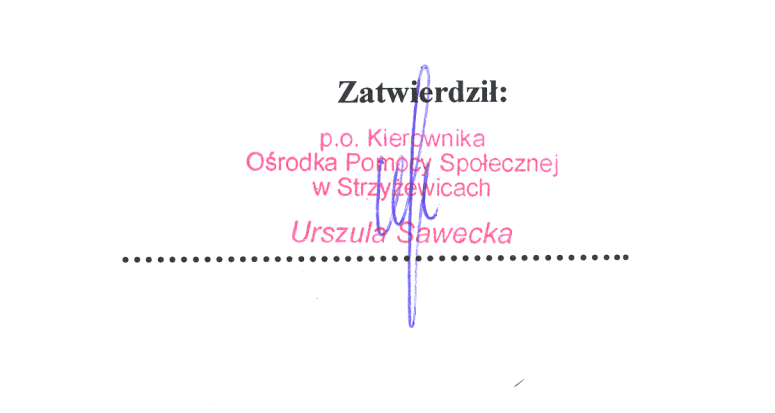 Zatwierdził:
p.o. Kierownika
Ośrodka Pomocy Społecznej
w Strzyżewicach
Urszula Sawecka